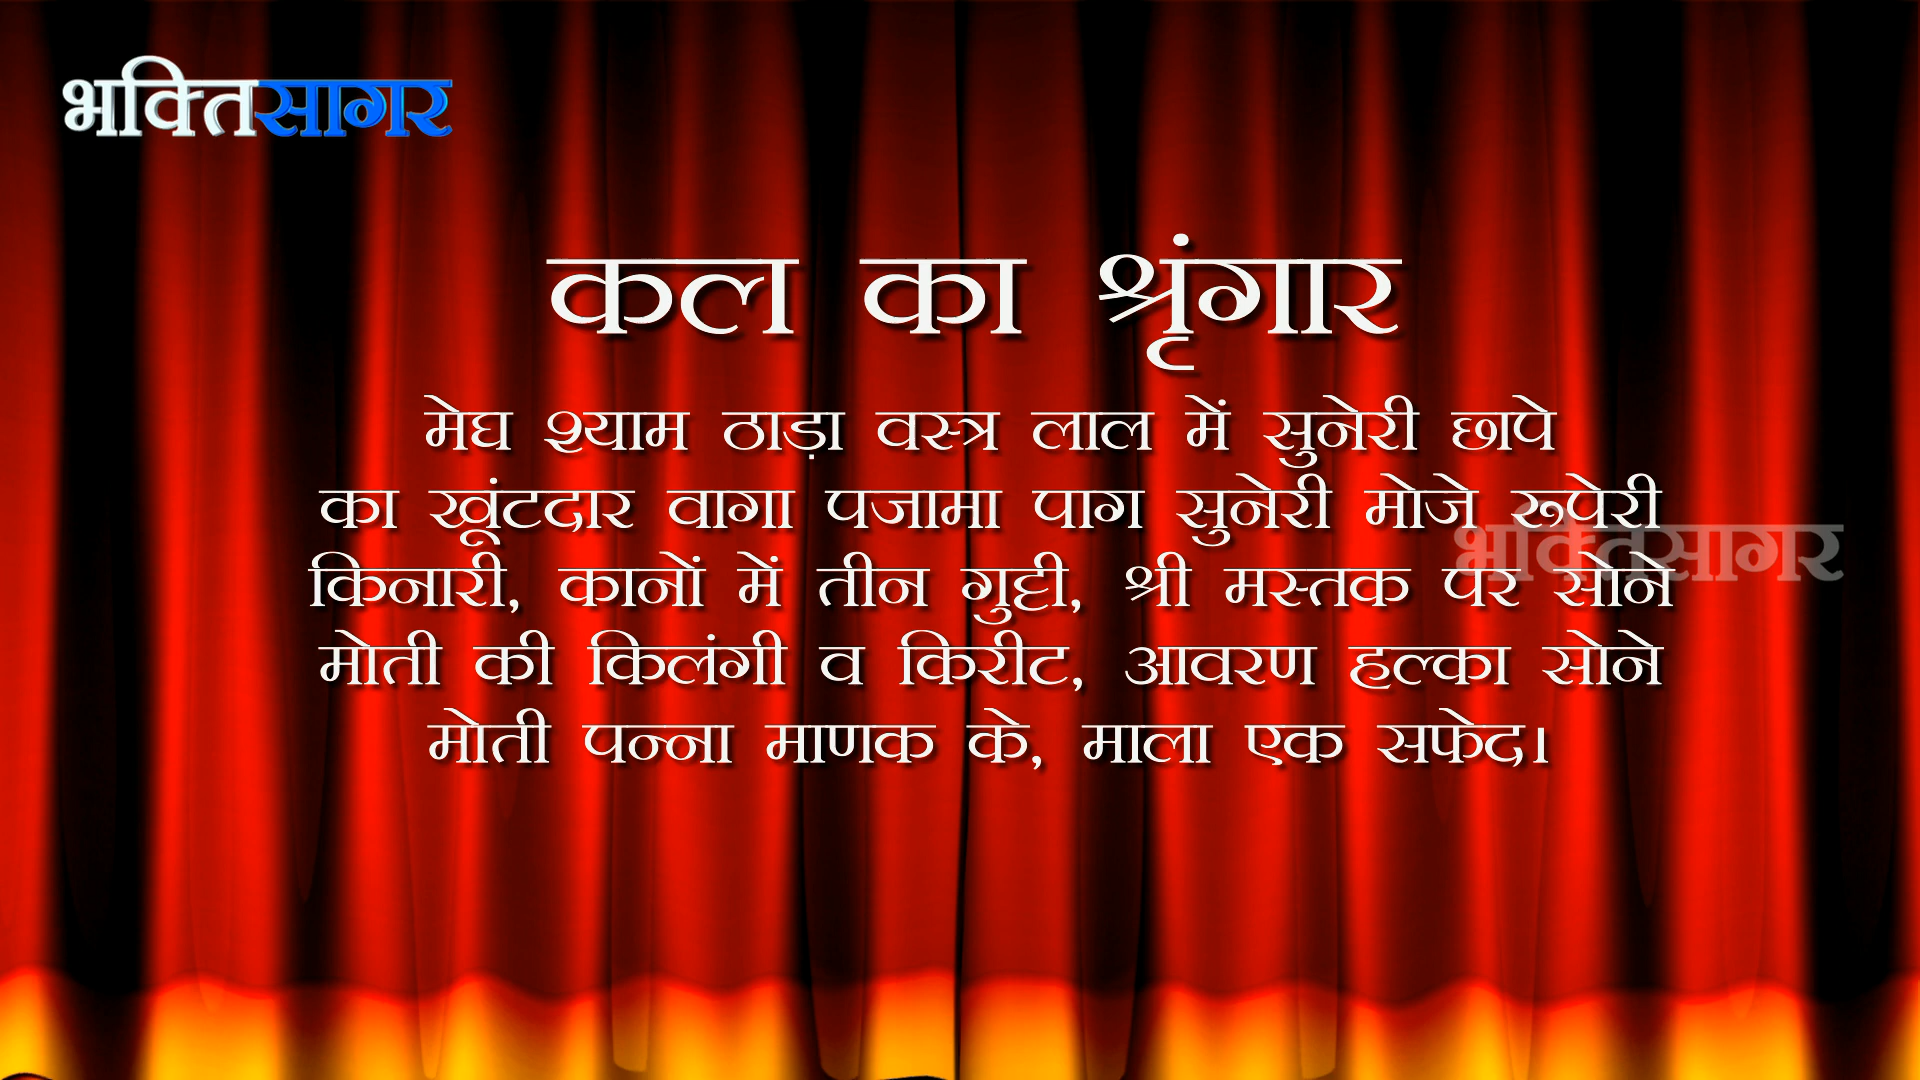 भक्तिसागर
कल का श्रृंगार
मेघ श्याम ठाड़ा वस्त्र लाल में सुनेरी छापे
का खूंटदार वागा पजामा पाग सुनेरी मोजे रूपेरी
भक्तिसागर
किनारी, कानों में तीन गुट्टी, श्री मस्तक पर सोने
मोती की किलंगी व किरीट, आवरण हल्का सोने
मोती पन्ना माणक के, माला एक सफेद।